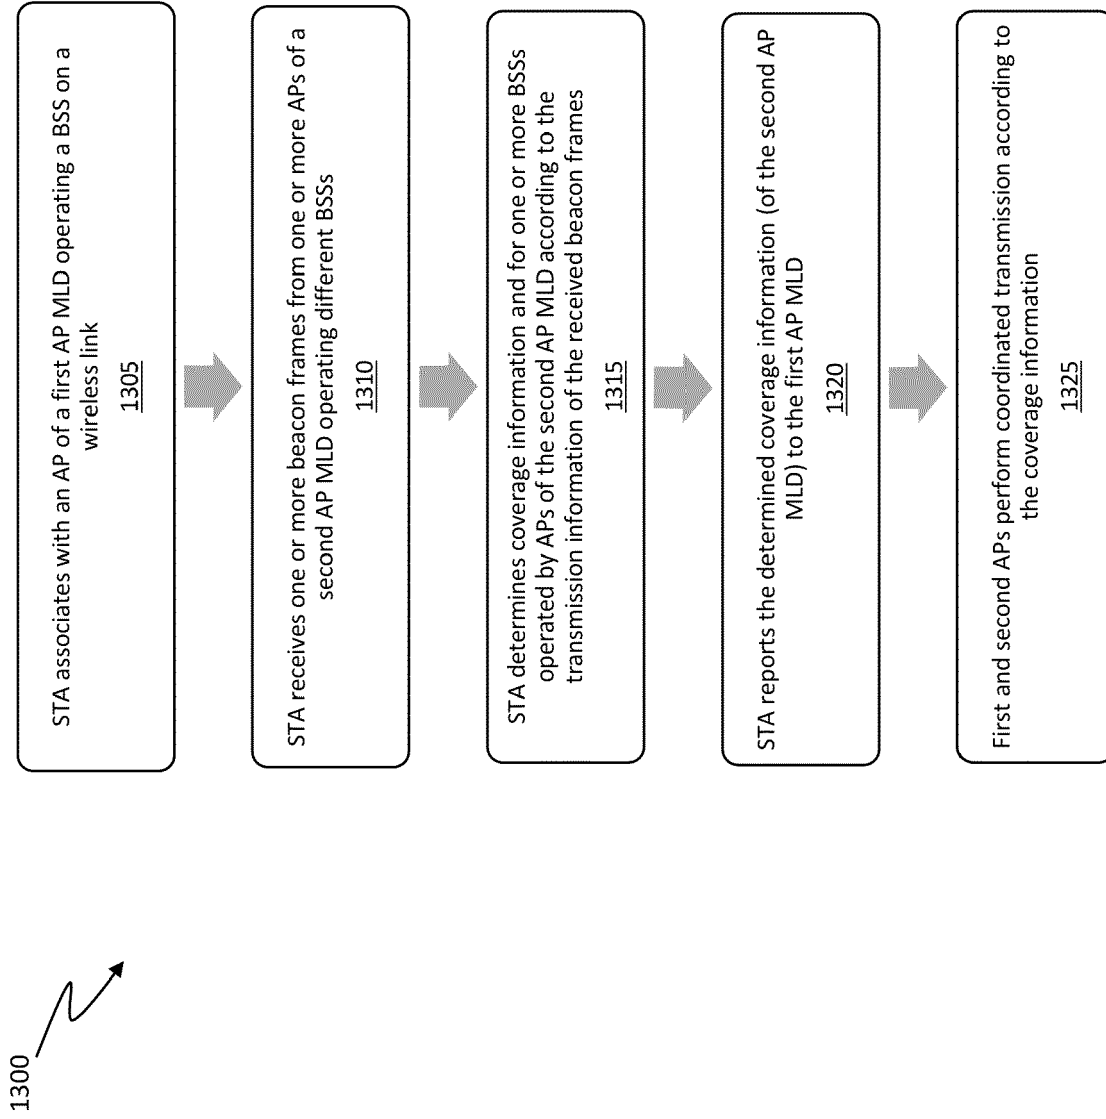 1300
STA associates with an AP of a first AP MLD operating a BSS on a
wireless link
1305
STA receives one or more beacon frames from one or more APs of a
second AP MLD operating different BSSs
1310
STA determines coverage information and for one or more BSSs
operated by APs of the second AP MLD according to the
transmission information of the received beacon frames
1315
STA reports the determined coverage information (of the second AP
MLD) to the first AP MLD
1320
First and second APs perform coordinated transmission according to
the coverage information
1325